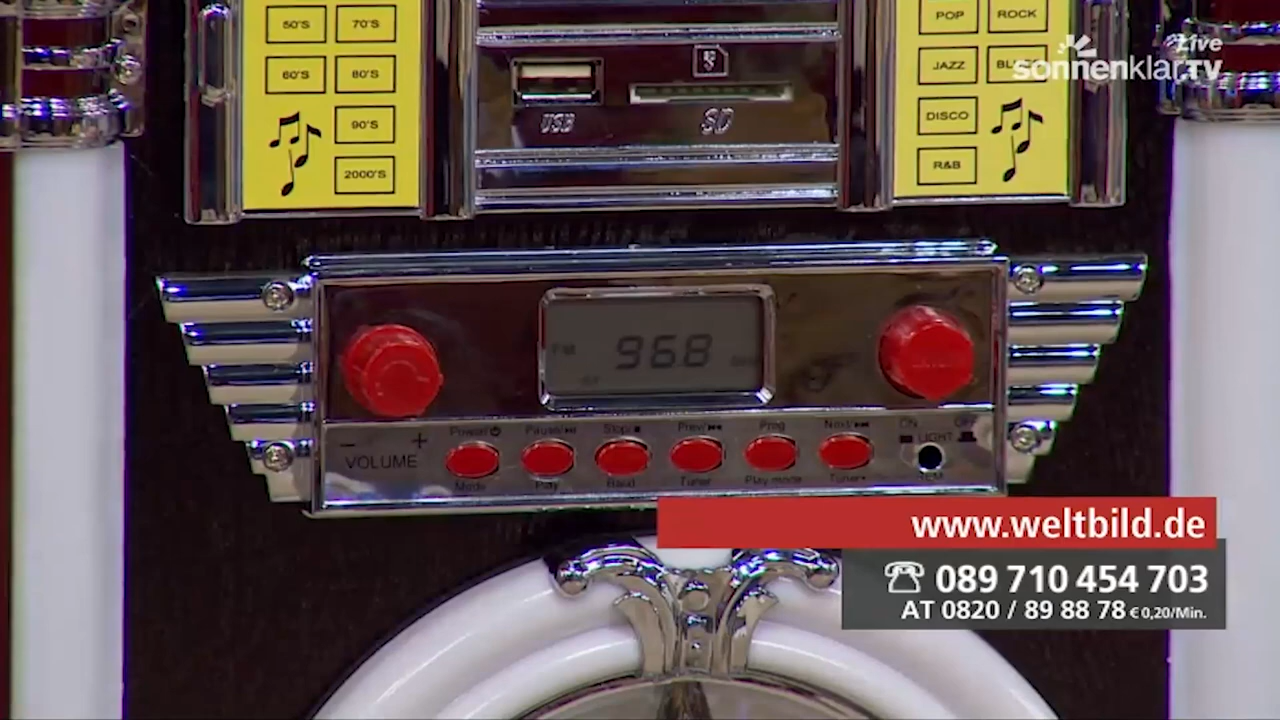 50'S 70'S
60'S 80'S
90'S
2000'S
USB SD
POP ROCK
JAZZ
DISCO
R&B
Live
sonnenklar.TV
FM 968
- +
VOLUME
Power/ Pause/ Stop/ Prev/ Prog Next/
Mode Play Band Tuner Play mode Tuner+
ON OFF
LIGHT
www.weltbild.de
089 710 454 703
AT 0820 / 89 88 78 € 0,20/Min.